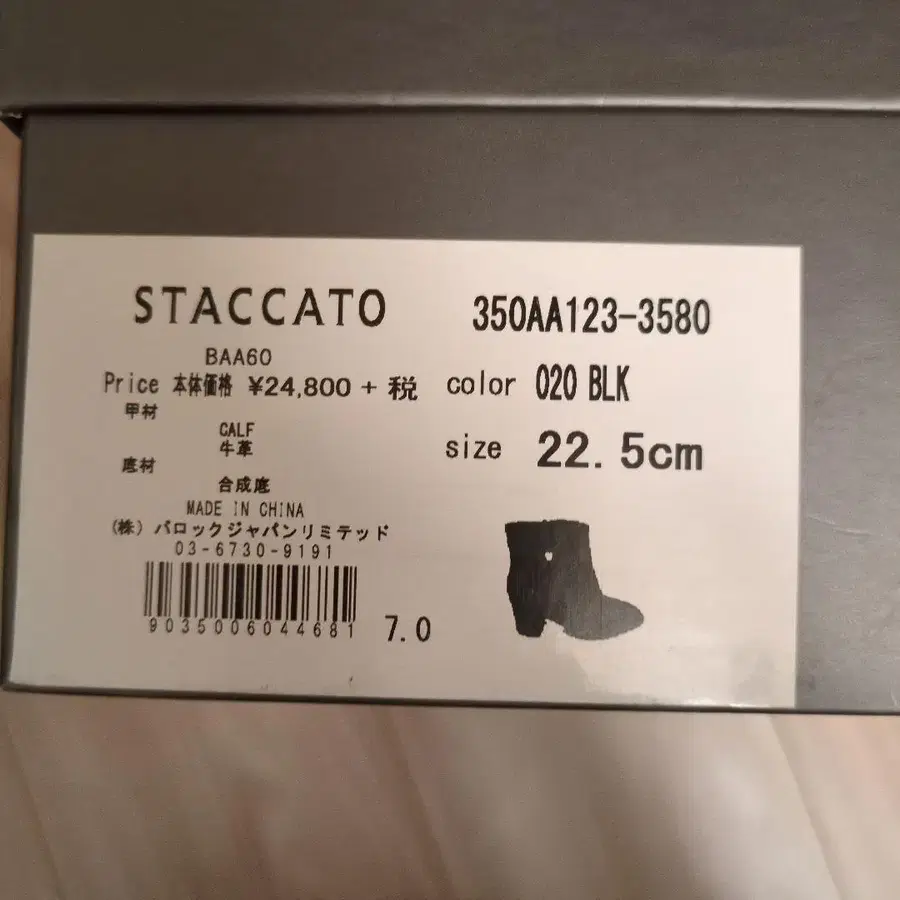 STACCATO
350AA123-3580
BAA60
Price 本体価格 ¥24,800 + 税
color 020 BLK
甲材
CALF
牛革
size 22.5cm
底材
合成底
MADE IN CHINA
(株) バロックジャパンリミテッド
03-6730-9191
9035006044681
7.0